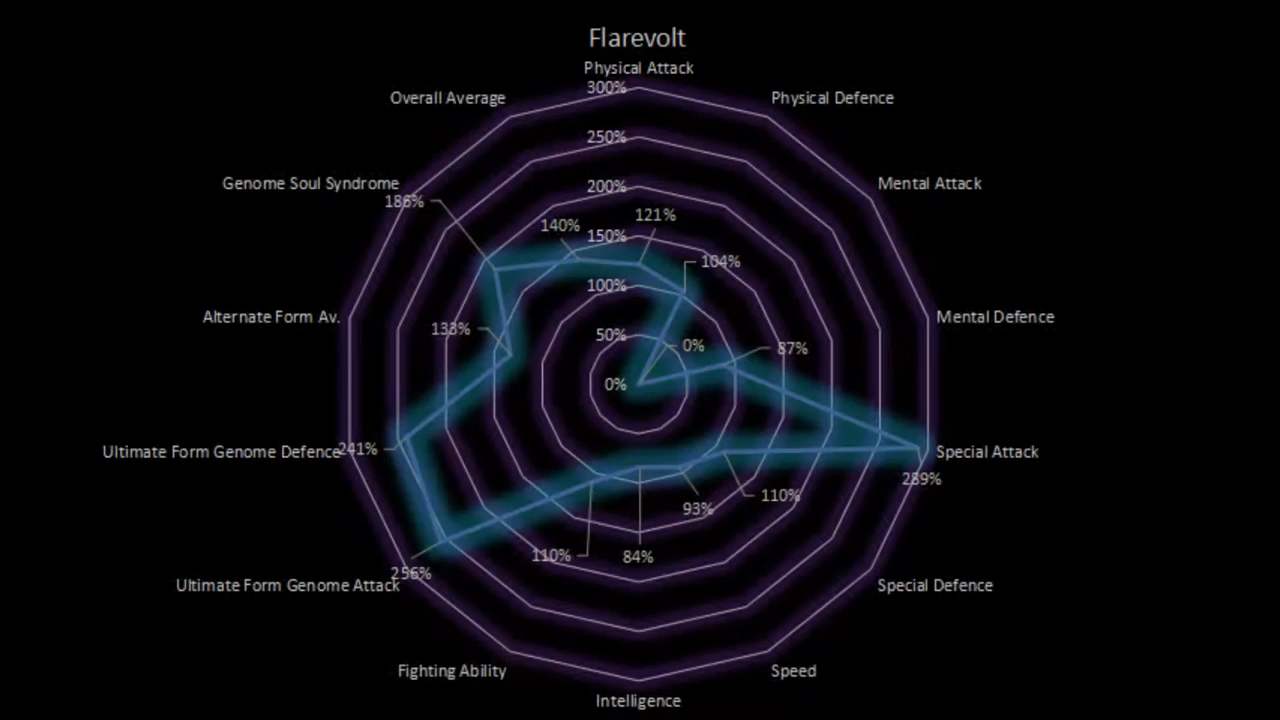 Flarevolt
Physical Attack
300%
Overall Average
Physical Defence
250%
Genome Soul Syndrome
Mental Attack
200%
186%
140%
121%
150%
104%
100%
Alternate Form Av.
Mental Defence
133%
50%
0%
87%
0%
Ultimate Form Genome Defence
241%
Special Attack
289%
110%
93%
110%
84%
256%
Ultimate Form Genome Attack
Special Defence
Fighting Ability
Speed
Intelligence